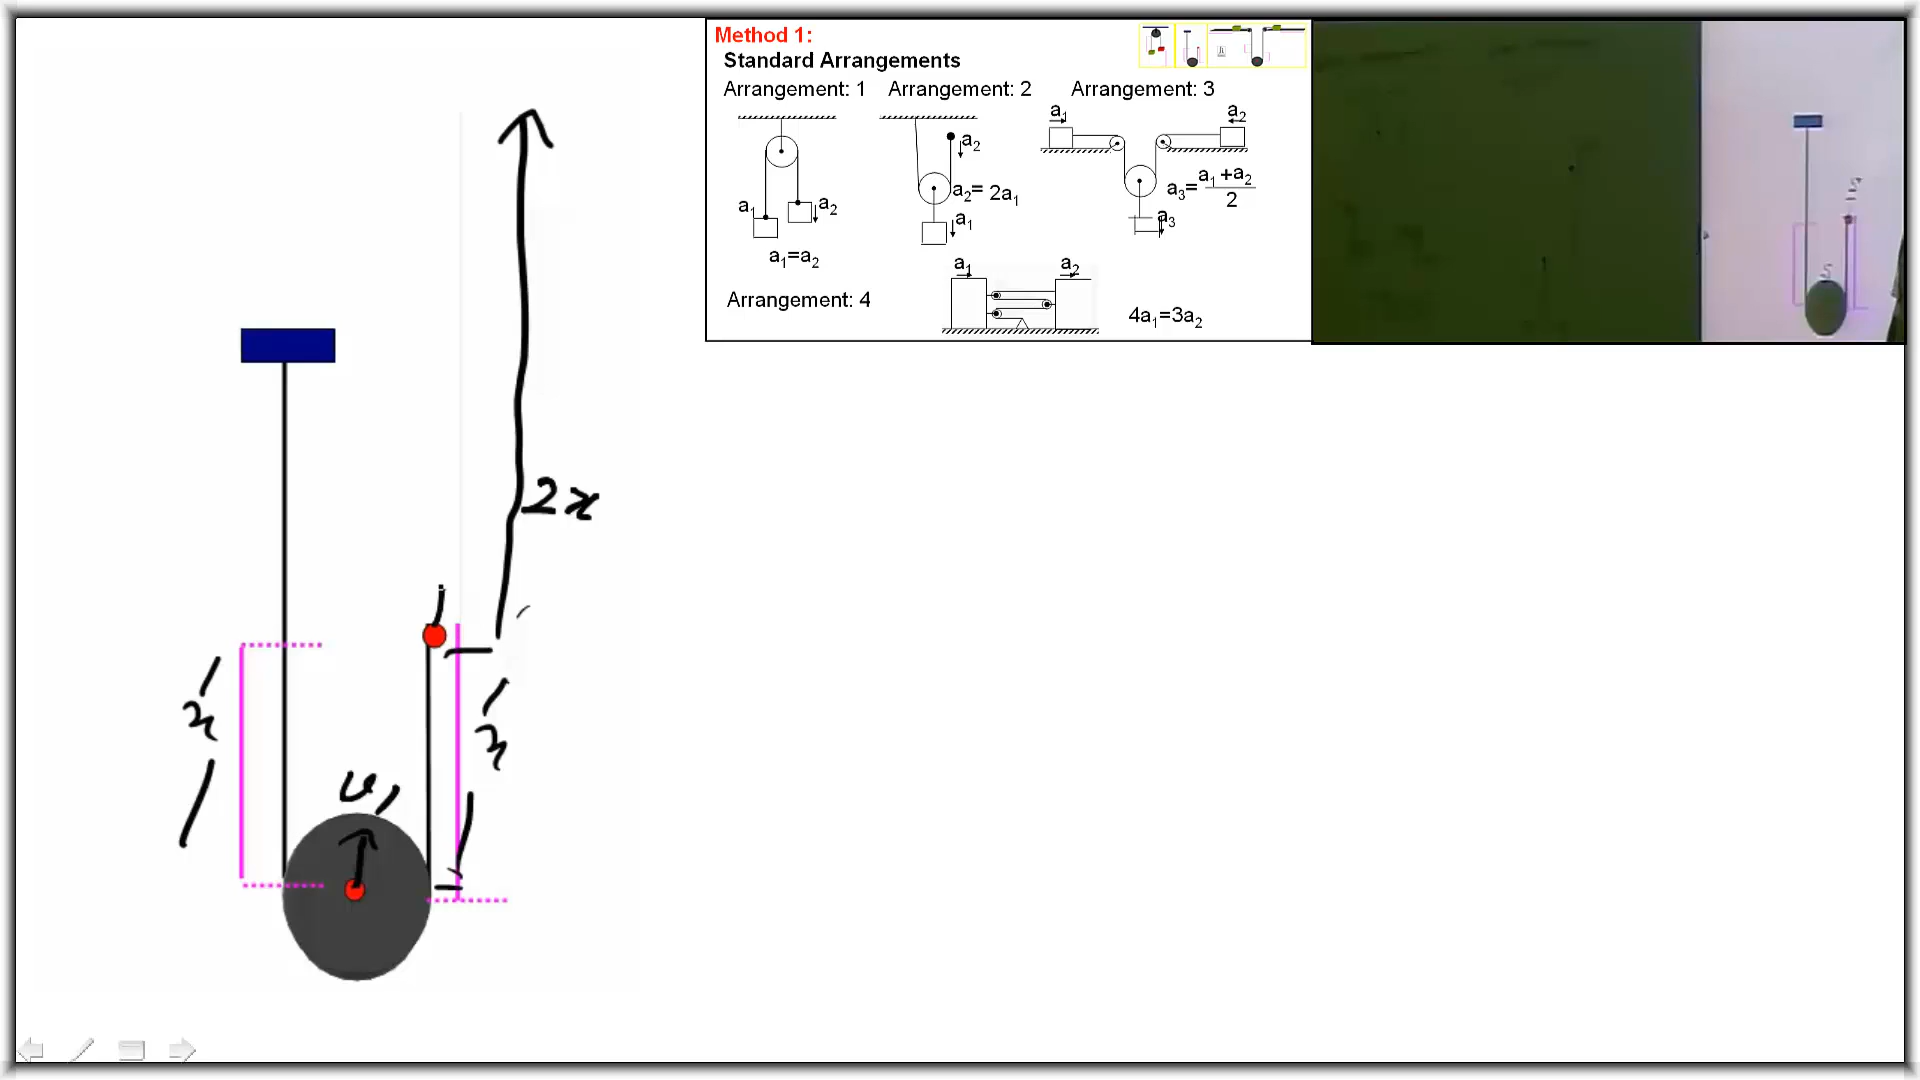 Method 1:
Standard Arrangements
Arrangement: 1 Arrangement: 2 Arrangement: 3
a₁ a₂
a₁=a₂
a₂
a₂= 2a₁
a₁
a₁ a₂
a₃= (a₁+a₂)/2
a₃
Arrangement: 4
a₁ a₂
4a₁=3a₂
2x
x
x
v₁